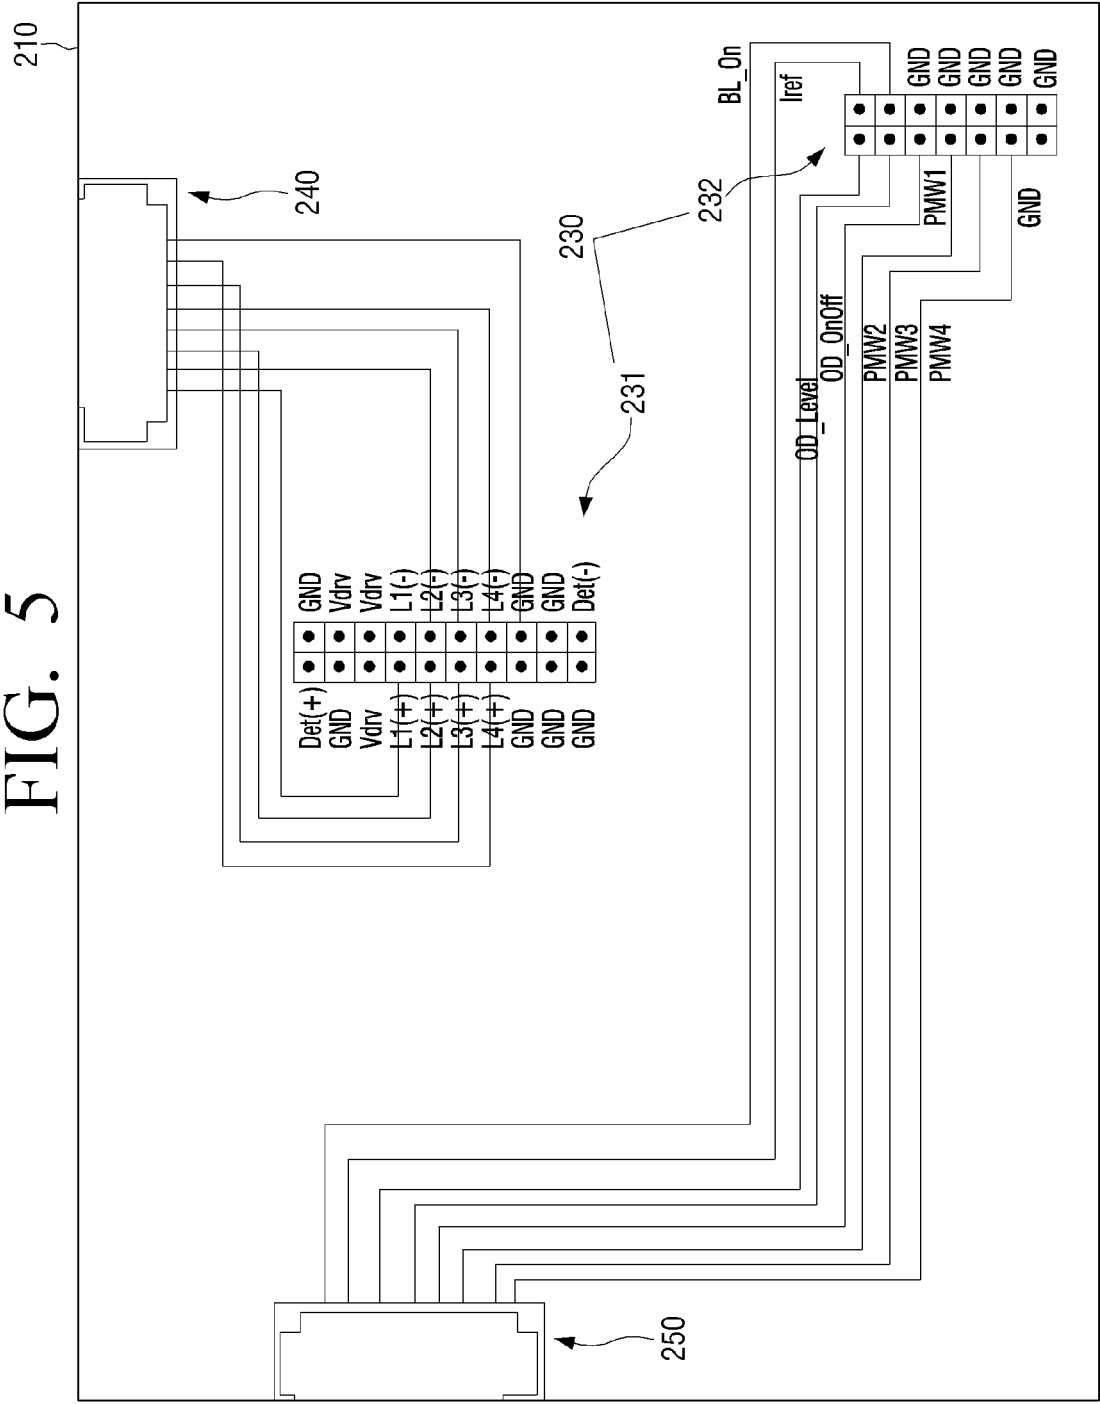 FIG. 5
210
240
250
230
231
232
GND
Vdrv
Vdrv
L1(-)
L2(-)
L3(-)
L4(-)
GND
GND
Det(-)
Det(+)
GND
Vdrv
L1(+)
L2(+)
L3(+)
L4(+)
GND
GND
GND
BL_On
Iref
GND
GND
GND
GND
GND
OD_Level
OD_OnOff
PMW1
PMW2
PMW3
PMW4
GND